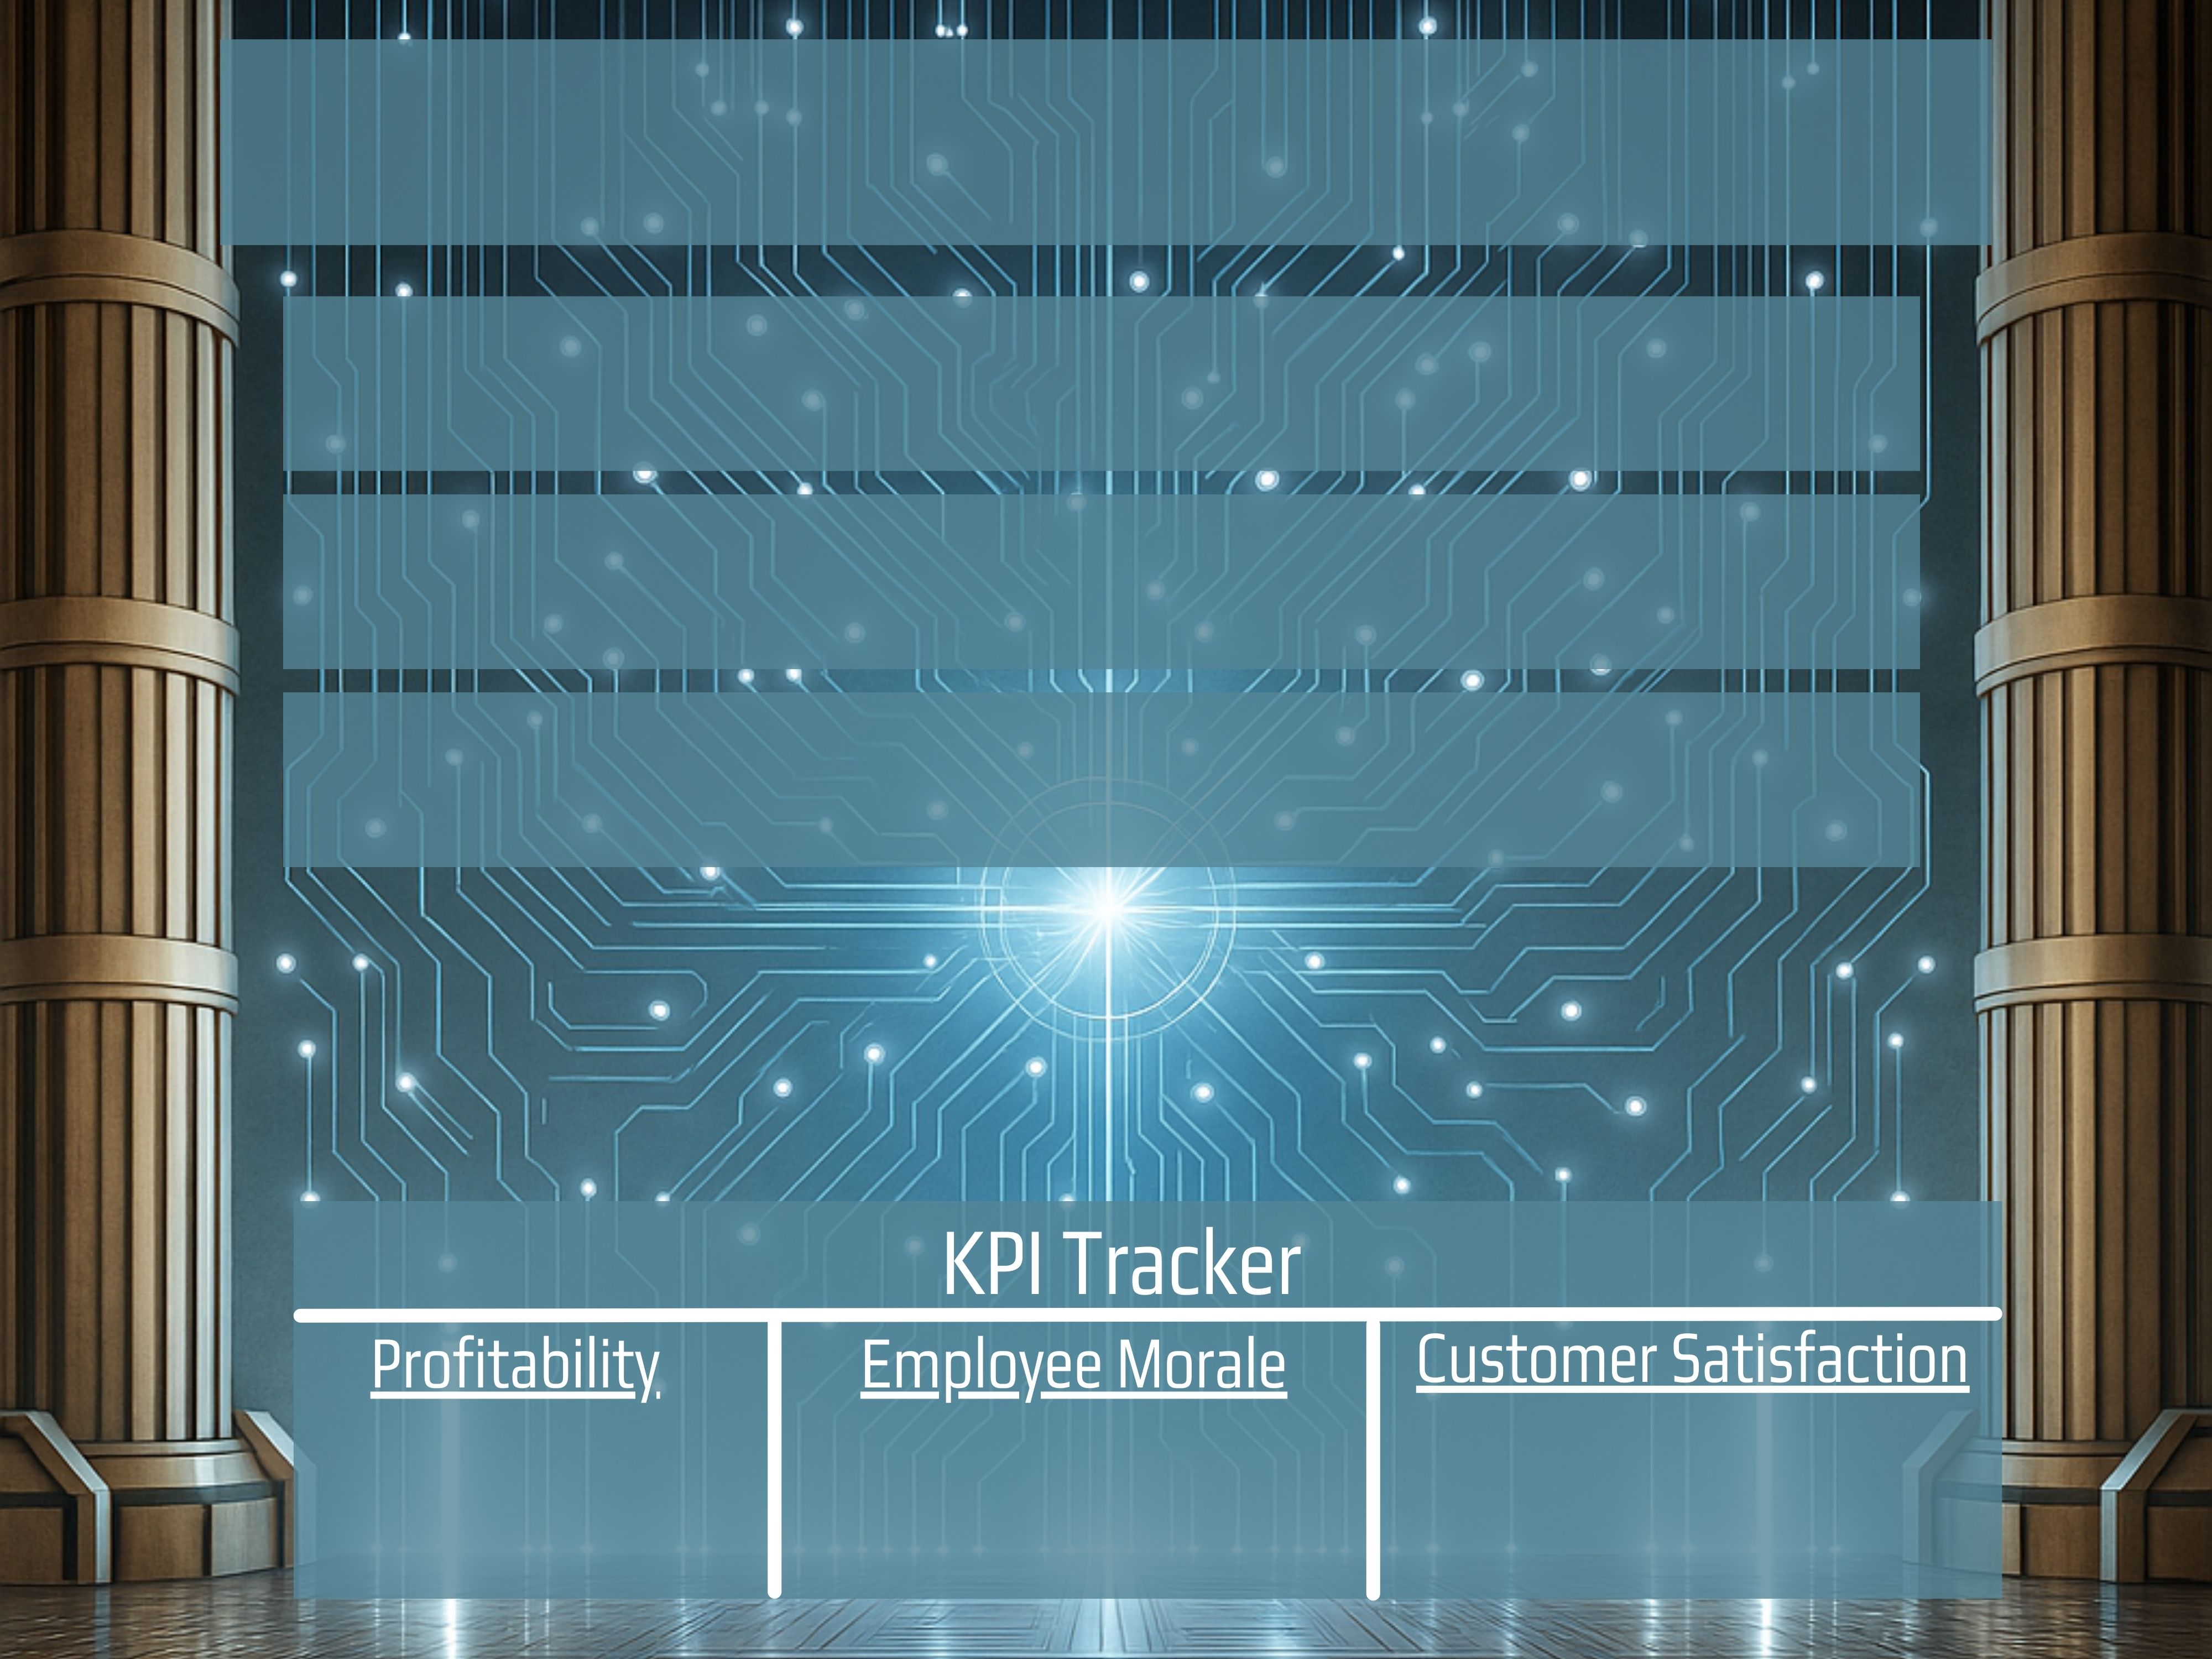 KPI Tracker
Profitability
Employee Morale
Customer Satisfaction